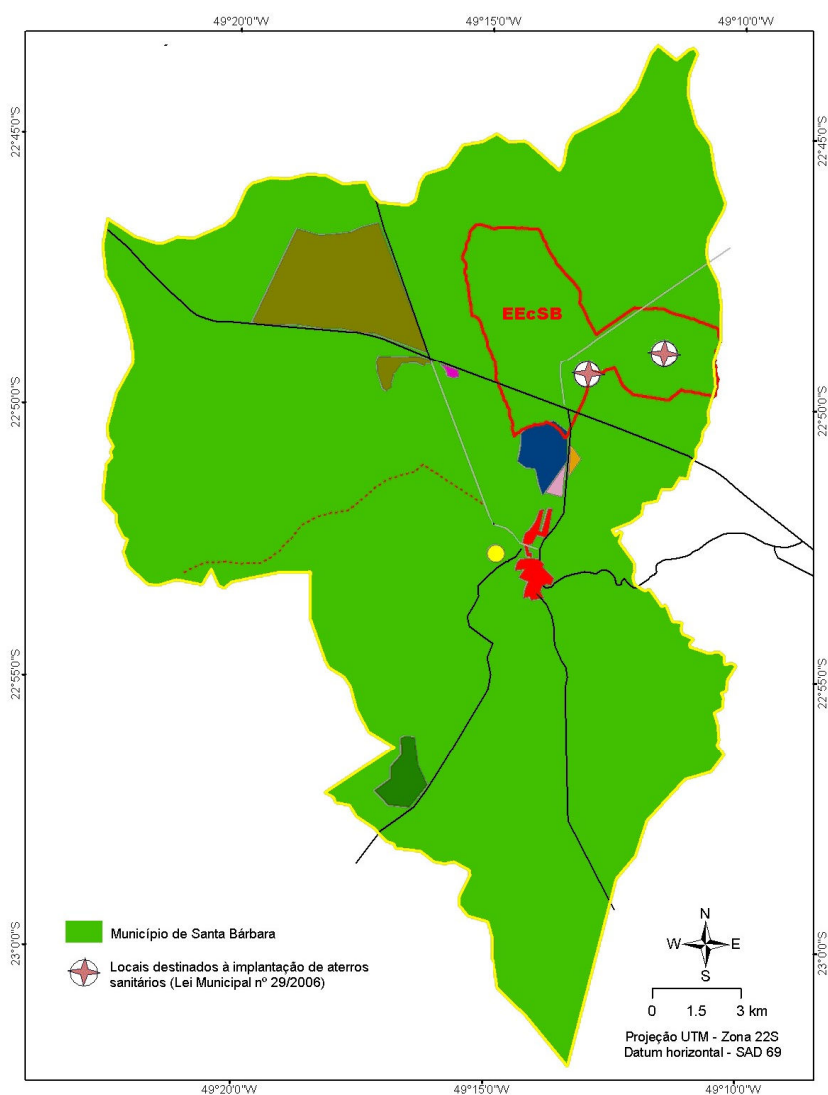 49°20'0"W 49°15'0"W 49°10'0"W
22°45'0"S 22°45'0"S
EEcSB
22°50'0"S 22°50'0"S
22°55'0"S 22°55'0"S
Município de Santa Bárbara
Locais destinados à implantação de aterros
sanitários (Lei Municipal nº 29/2006)
23°0'0"S 23°0'0"S
N
W E
S
0 1.5 3 km
Projeção UTM - Zona 22S
Datum horizontal - SAD 69
49°20'0"W 49°15'0"W 49°10'0"W